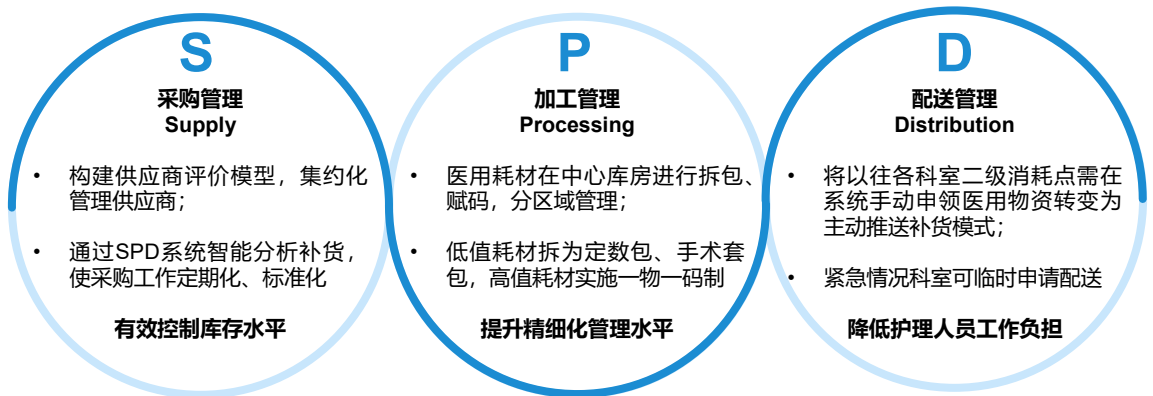 S
采购管理
Supply
• 构建供应商评价模型，集约化
管理供应商；
• 通过SPD系统智能分析补货，
使采购工作定期化、标准化
有效控制库存水平
P
加工管理
Processing
• 医用耗材在中心库房进行拆包、
赋码，分区域管理；
• 低值耗材拆为定数包、手术套
包，高值耗材实施一物一码制
提升精细化管理水平
D
配送管理
Distribution
• 将以往各科室二级消耗点需在
系统手动申领医用物资转变为
主动推送补货模式；
• 紧急情况科室可临时申请配送
降低护理人员工作负担